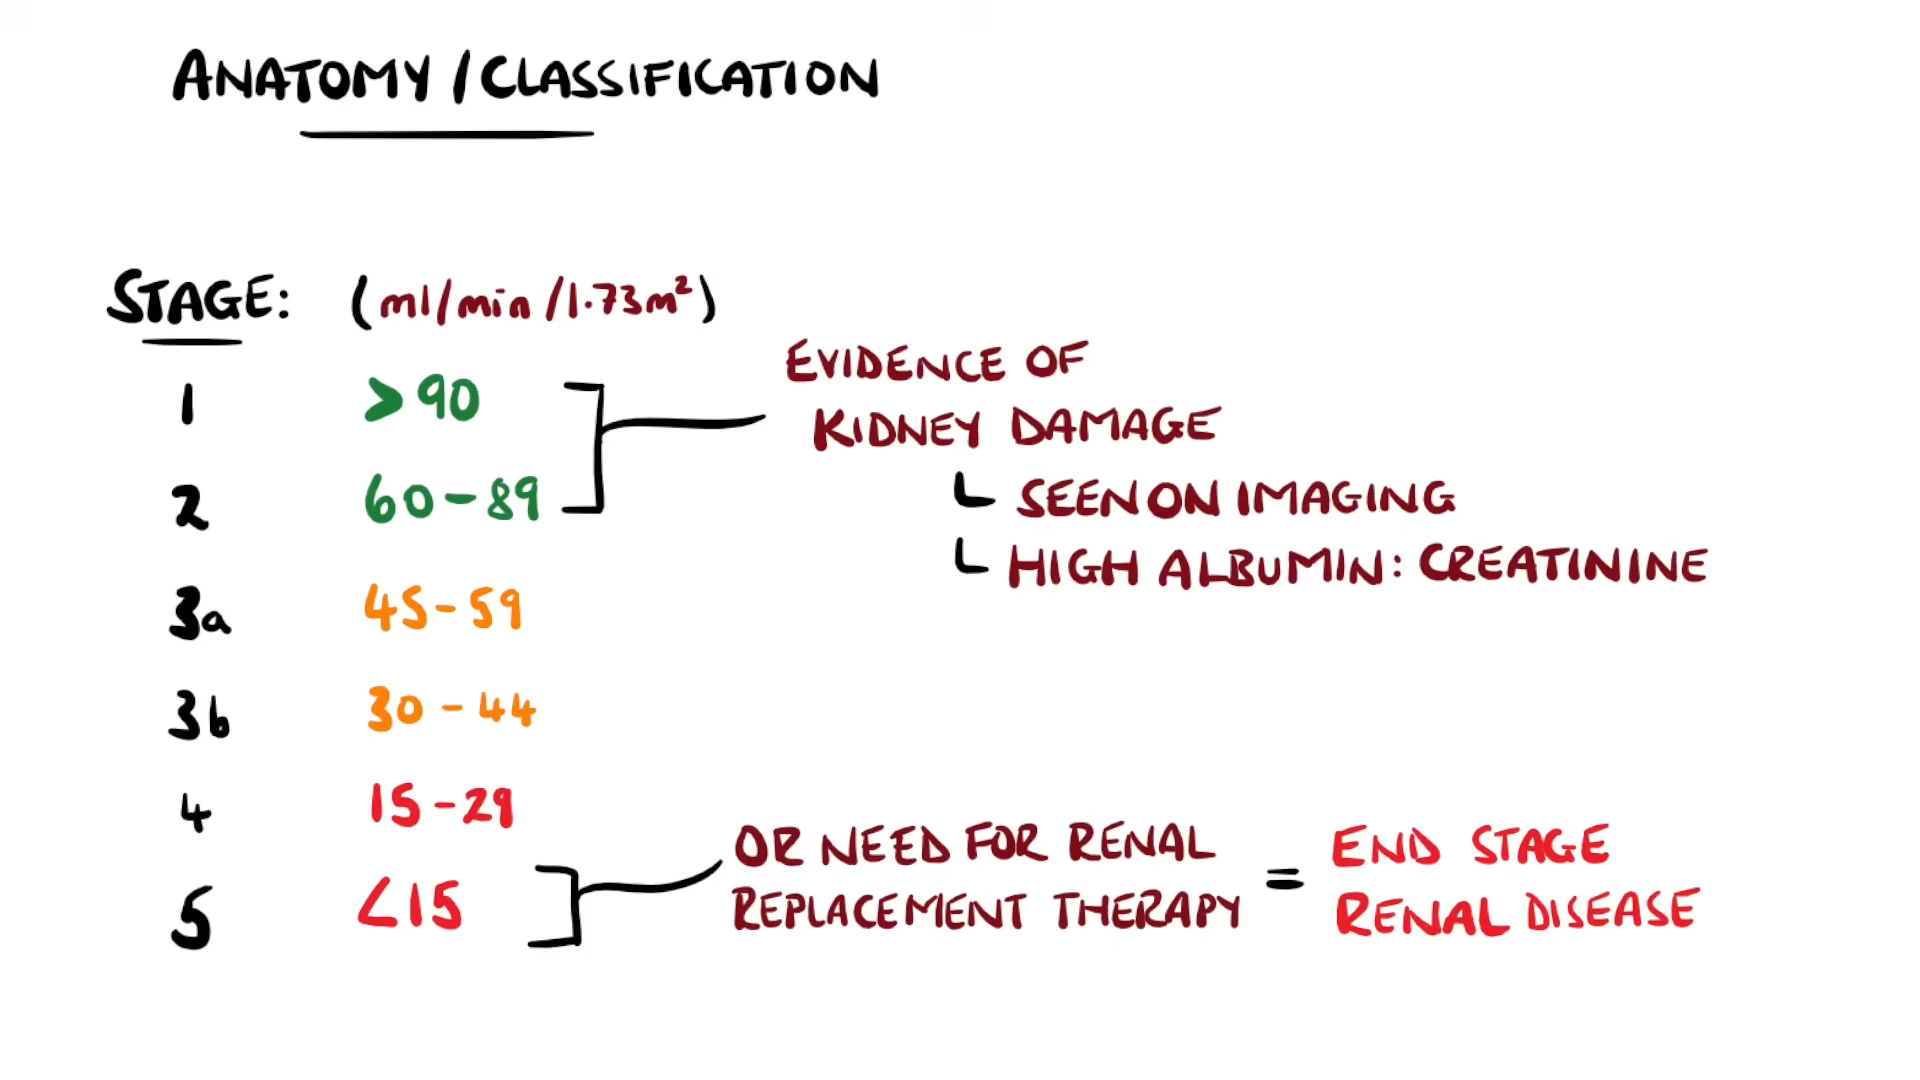 ANATOMY / CLASSIFICATION
STAGE: (ml/min/1.73m²)
1 >90
2 60-89
3a 45-59
3b 30-44
4 15-29
5 <15
EVIDENCE OF
KIDNEY DAMAGE
SEEN ON IMAGING
HIGH ALBUMIN: CREATININE
OR NEED FOR RENAL
REPLACEMENT THERAPY
=
END STAGE
RENAL DISEASE